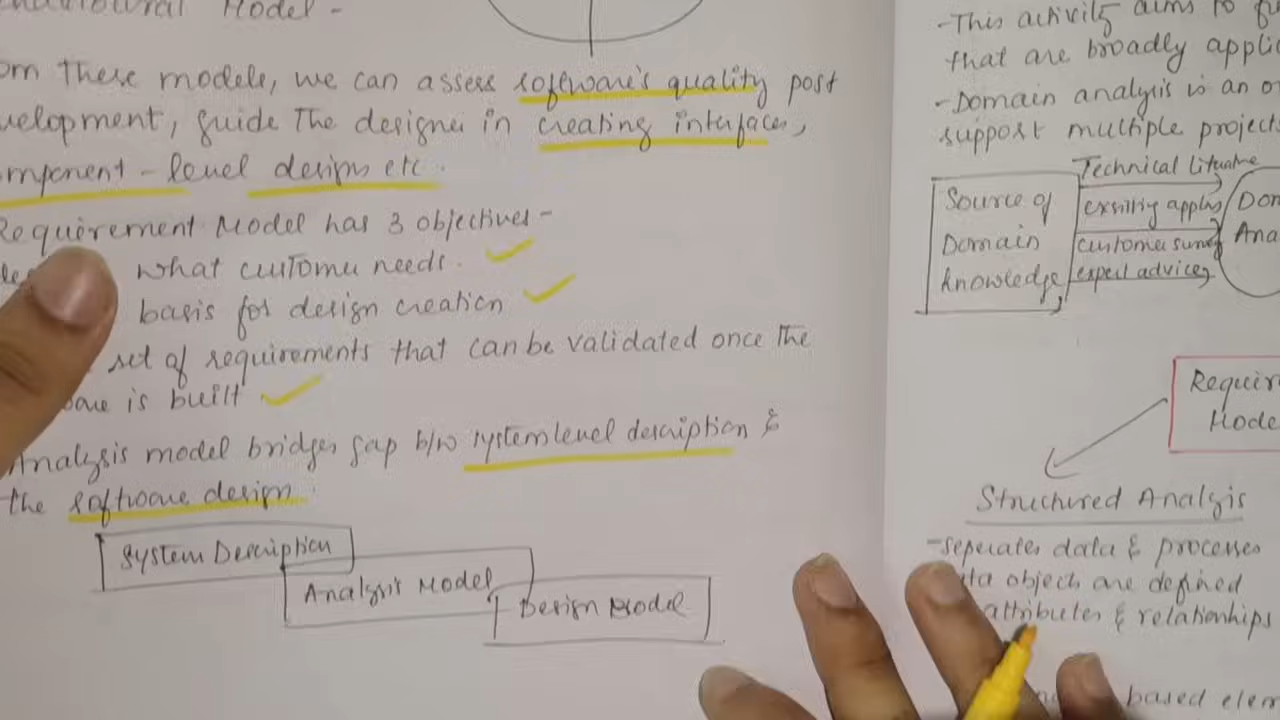 Model -
these models, we can assess software's quality post
guide the designer in creating interfaces,
component - level design etc.
Requirement Model has 3 objectives -
what customer needs.
basis for design creation
set of requirements that can be validated once the
is built
Analysis model bridges gap b/w system level description &
the software design.
System Description
Analysis Model
Design Model
- This activity aims to
that are broadly
- Domain analysis is an
support multiple
Technical literature
Source of
Domain
knowledge
existing
customer
expert advice
Structured Analysis
- seperates data & processes
objects are defined
attributes & relationships
based